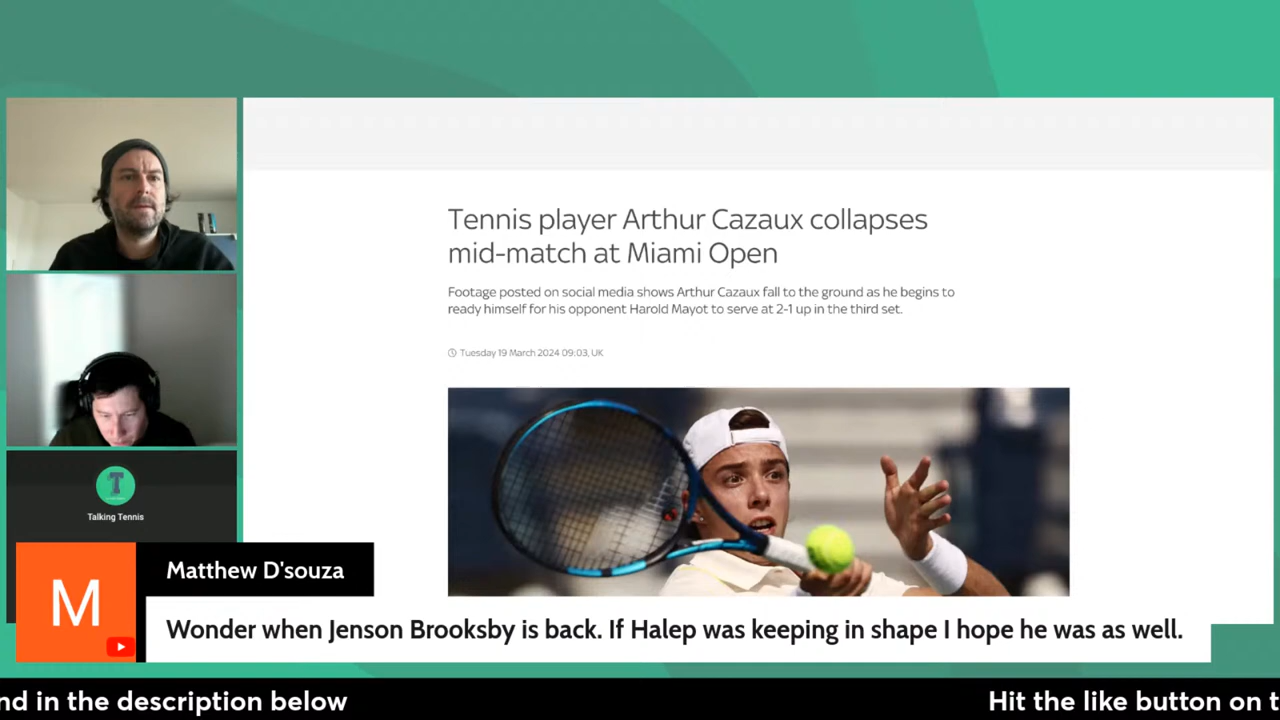 Tennis player Arthur Cazaux collapses
mid-match at Miami Open
Footage posted on social media shows Arthur Cazaux fall to the ground as he begins to
ready himself for his opponent Harold Mayot to serve at 2-1 up in the third set.
Tuesday 19 March 2024 09:03, UK
T
Talking Tennis
M
Matthew D'souza
Wonder when Jenson Brooksby is back. If Halep was keeping in shape I hope he was as well.
nd in the description below
Hit the like button on t